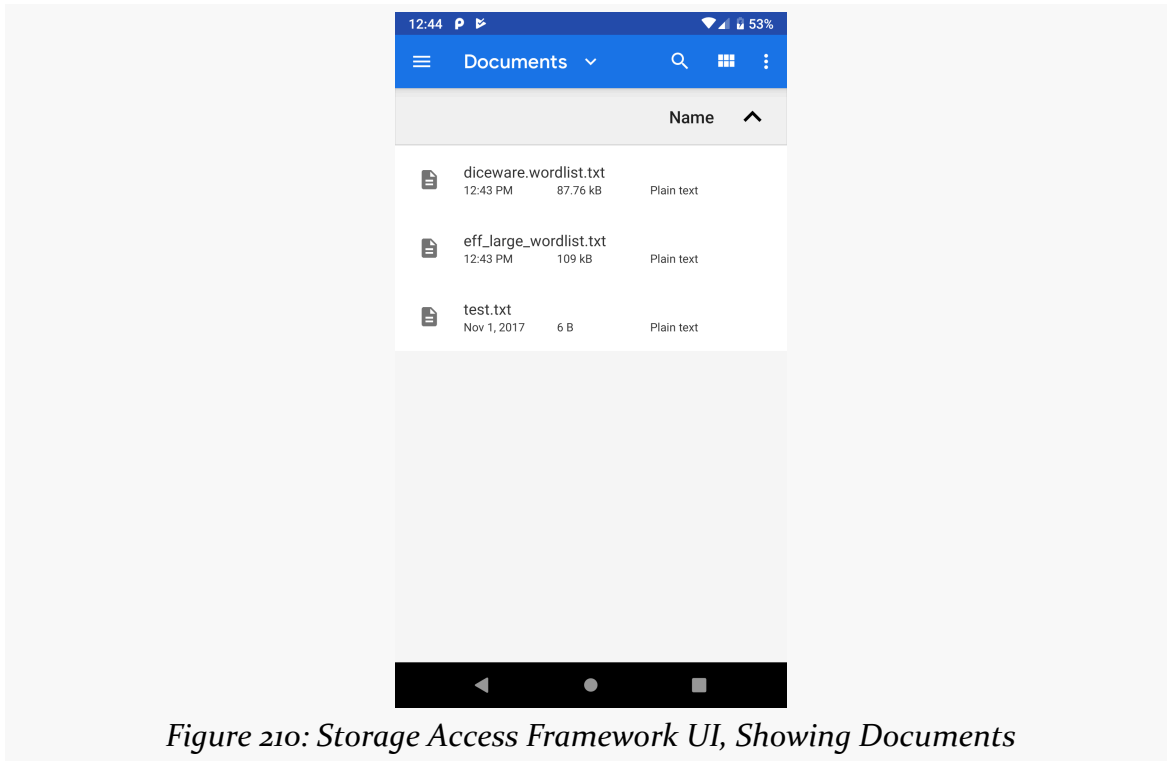 12:44 53%
Documents
Name
diceware.wordlist.txt
12:43 PM 87.76 kB Plain text
eff_large_wordlist.txt
12:43 PM 109 kB Plain text
test.txt
Nov 1, 2017 6 B Plain text
Figure 210: Storage Access Framework UI, Showing Documents